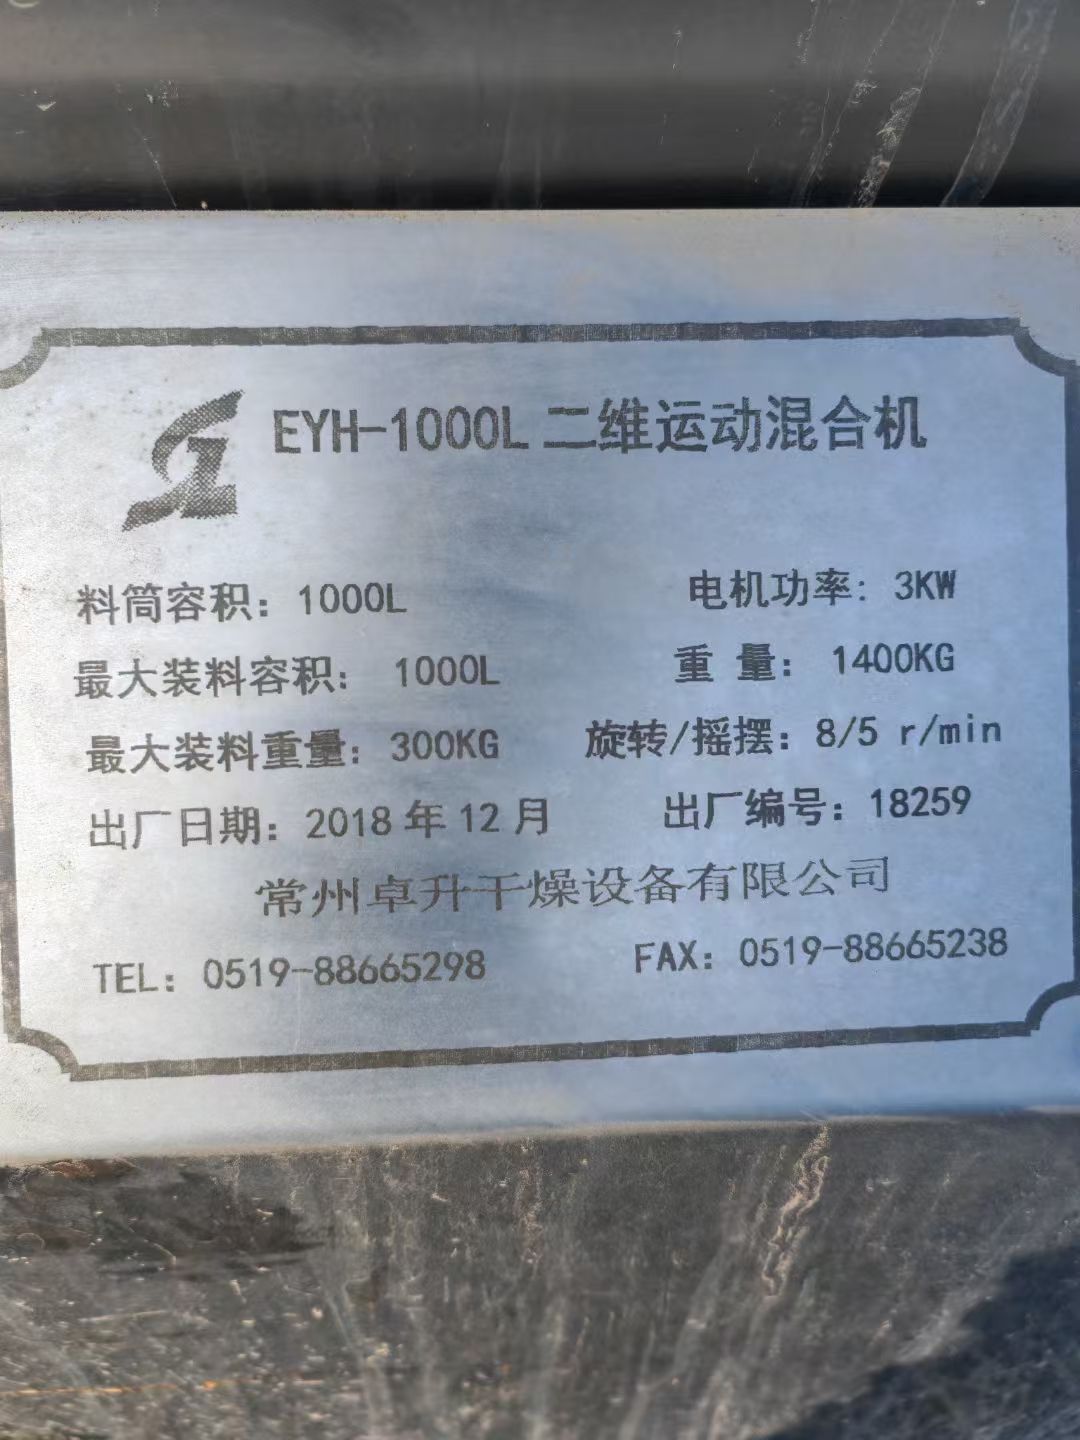 EYH-1000L 二维运动混合机
料筒容积：1000L 电机功率: 3KW
最大装料容积: 1000L 重 量: 1400KG
最大装料重量: 300KG 旋转/摇摆: 8/5 r/min
出厂日期: 2018 年 12 月 出厂编号: 18259
常州卓升干燥设备有限公司
TEL: 0519-88665298 FAX: 0519-88665238